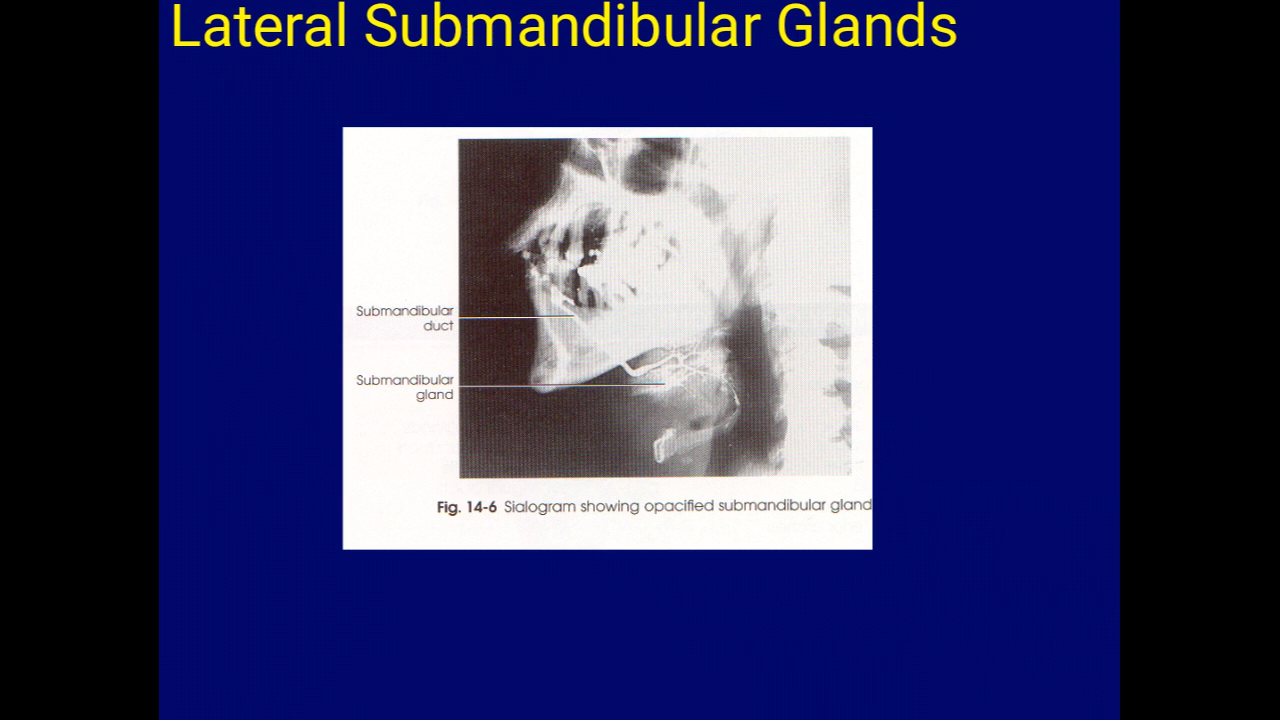 Lateral Submandibular Glands
Submandibular
duct
Submandibular
gland
Fig. 14-6 Sialogram showing opacified submandibular gland